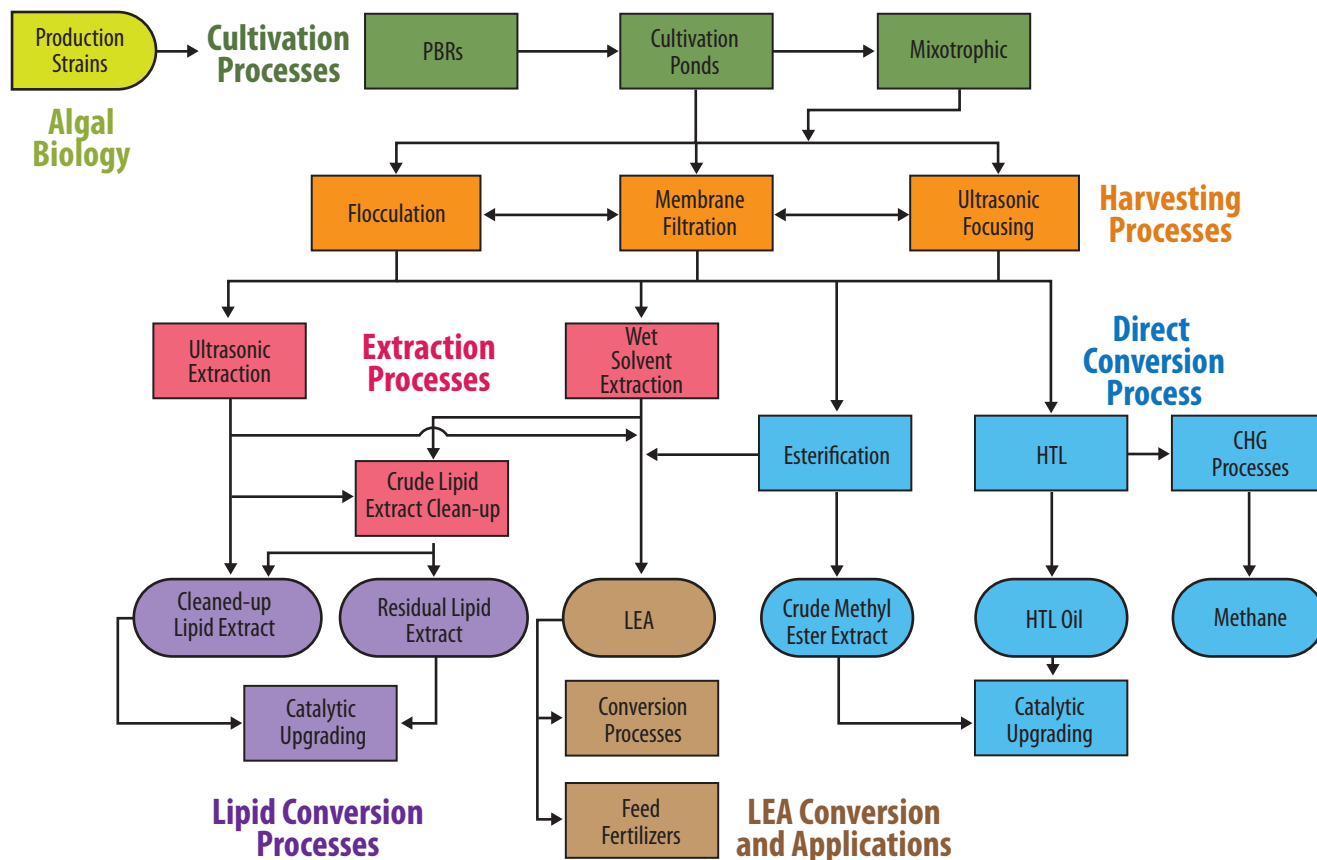 Production
Strains
Cultivation
Processes
PBRs
Cultivation
Ponds
Mixotrophic
Algal
Biology
Flocculation
Membrane
Filtration
Ultrasonic
Focusing
Harvesting
Processes
Ultrasonic
Extraction
Extraction
Processes
Wet
Solvent
Extraction
Direct
Conversion
Process
Crude Lipid
Extract Clean-up
Esterification
HTL
CHG
Processes
Cleaned-up
Lipid Extract
Residual Lipid
Extract
LEA
Crude Methyl
Ester Extract
HTL Oil
Methane
Catalytic
Upgrading
Conversion
Processes
Catalytic
Upgrading
Lipid Conversion
Processes
Feed
Fertilizers
LEA Conversion
and Applications